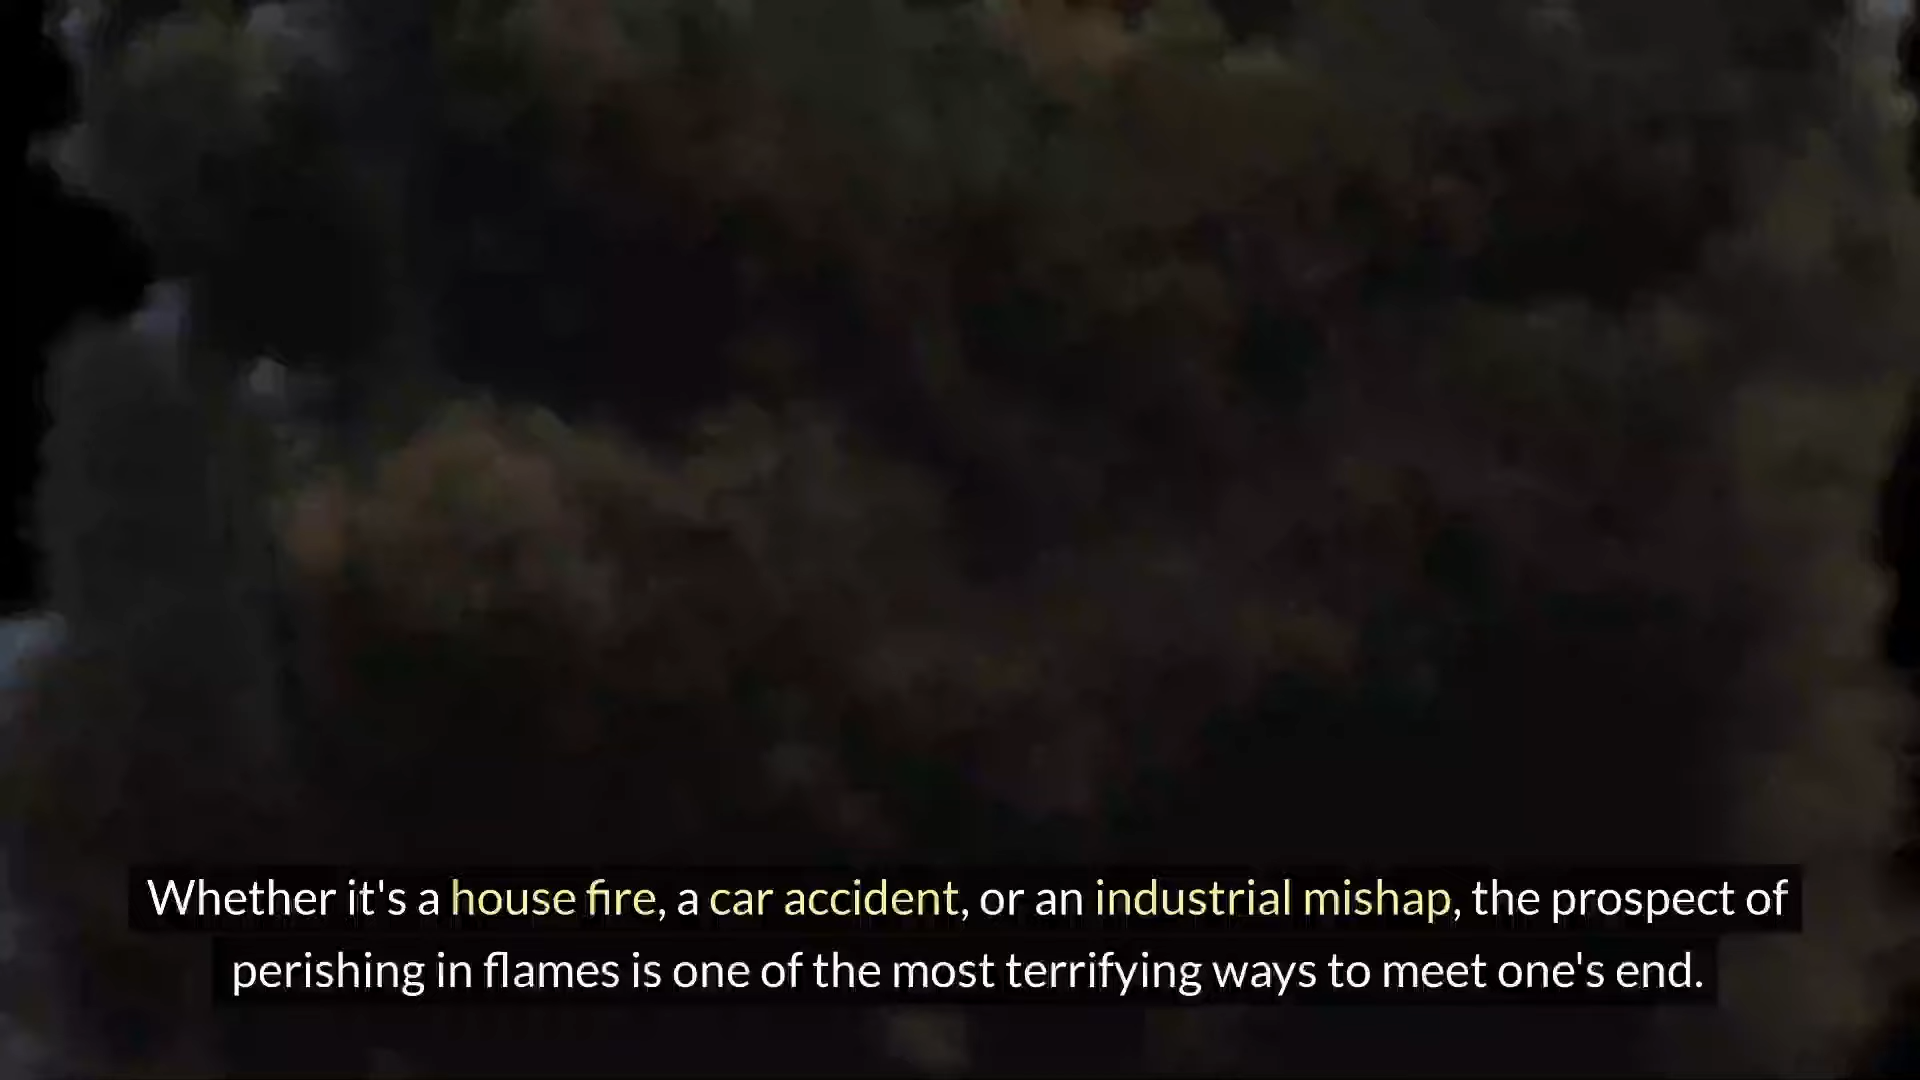 Whether it's a house fire, a car accident, or an industrial mishap, the prospect of
perishing in flames is one of the most terrifying ways to meet one's end.